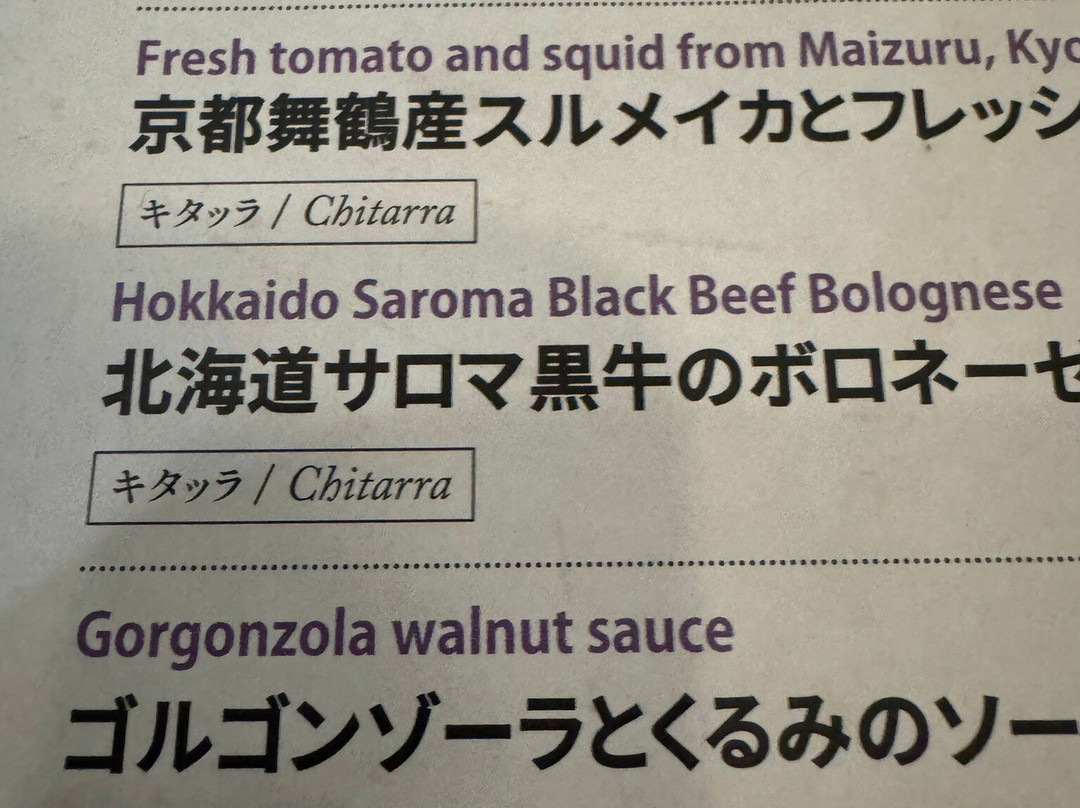 Fresh tomato and squid from Maizuru,
京都舞鶴産スルメイカとフレッシ
キタッラ / Chitarra
Hokkaido Saroma Black Beef Bolognese
北海道サロマ黒牛のボロネーゼ
キタッラ / Chitarra
Gorgonzola walnut sauce
ゴルゴンゾーラとくるみのソー